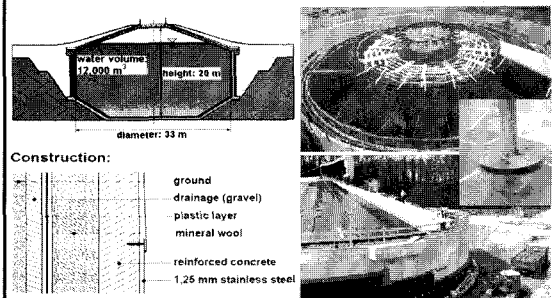 water volume:
12,000 m³
height: 20 m
diameter: 33 m
Construction:
ground
drainage (gravel)
plastic layer
mineral wool
reinforced concrete
1,25 mm stainless steel